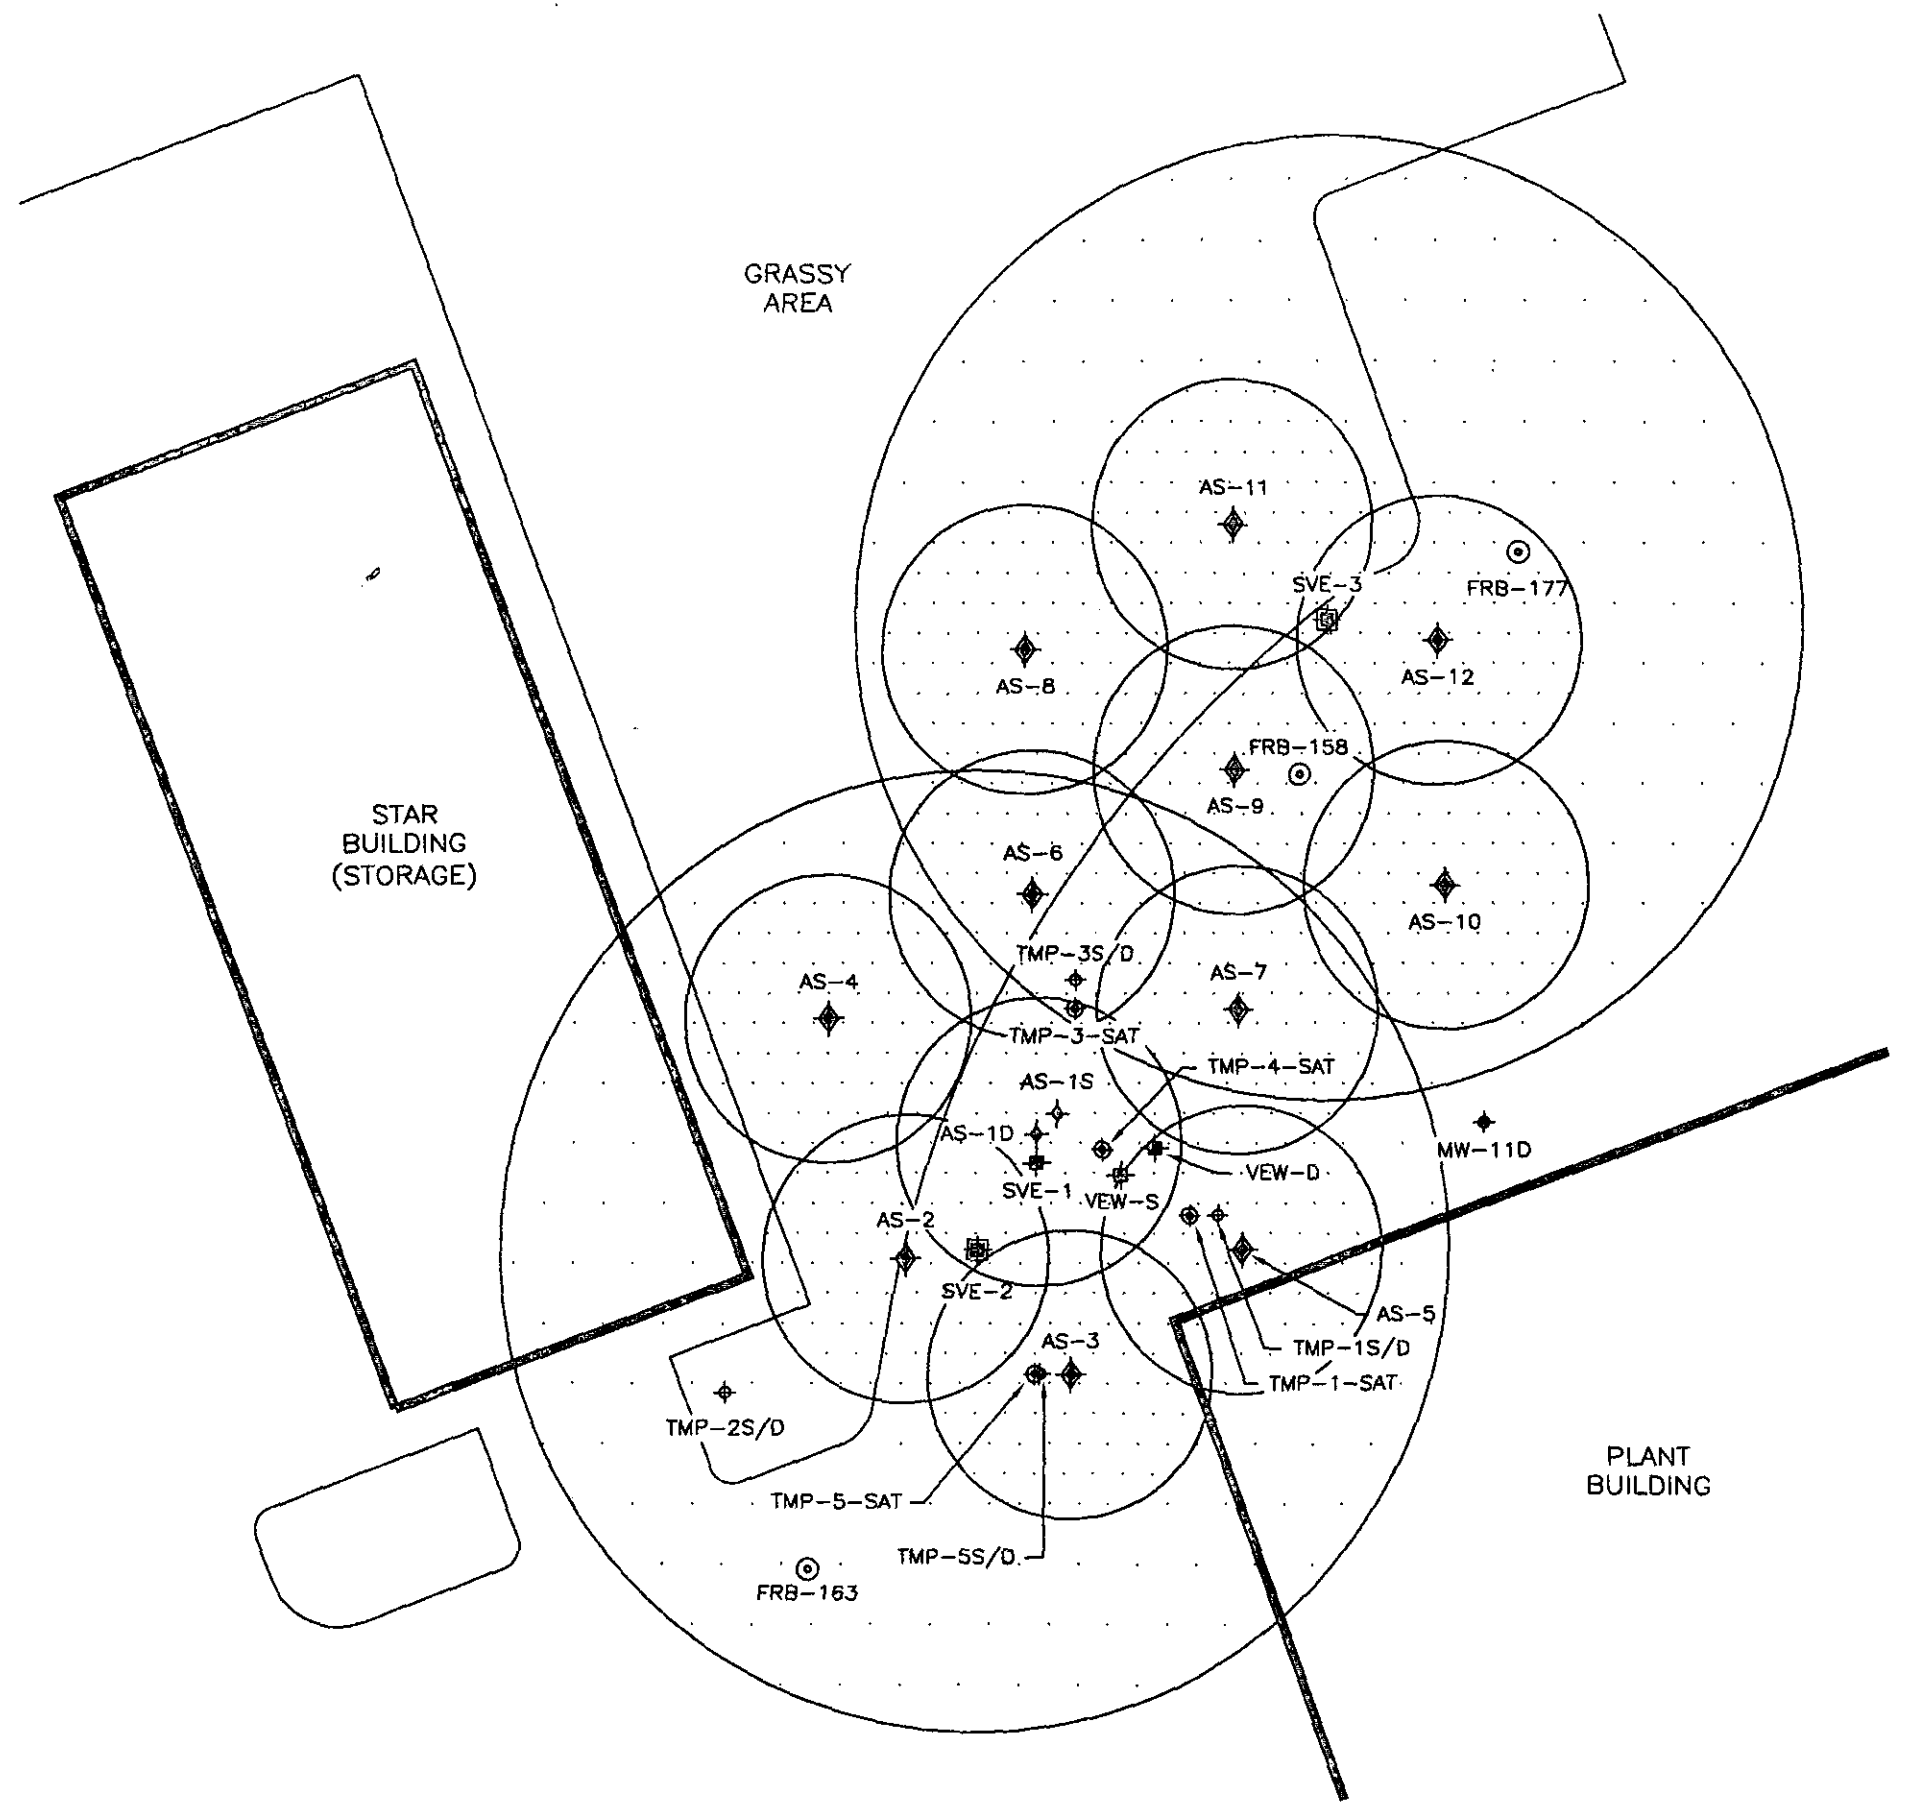 GRASSY
AREA
AS-11
SVE-3
FRB-177
AS-8
AS-12
FRB-158
AS-9
STAR
BUILDING
(STORAGE)
AS-6
AS-10
TMP-3S/D
AS-7
AS-4
TMP-3-SAT
TMP-4-SAT
AS-1S
AS-1D
MW-11D
VEW-D
SVE-1
VEW-S
AS-2
SVE-2
AS-5
AS-3
TMP-1S/D
TMP-1-SAT
TMP-2S/D
PLANT
BUILDING
TMP-5-SAT
TMP-5S/D
FRB-163